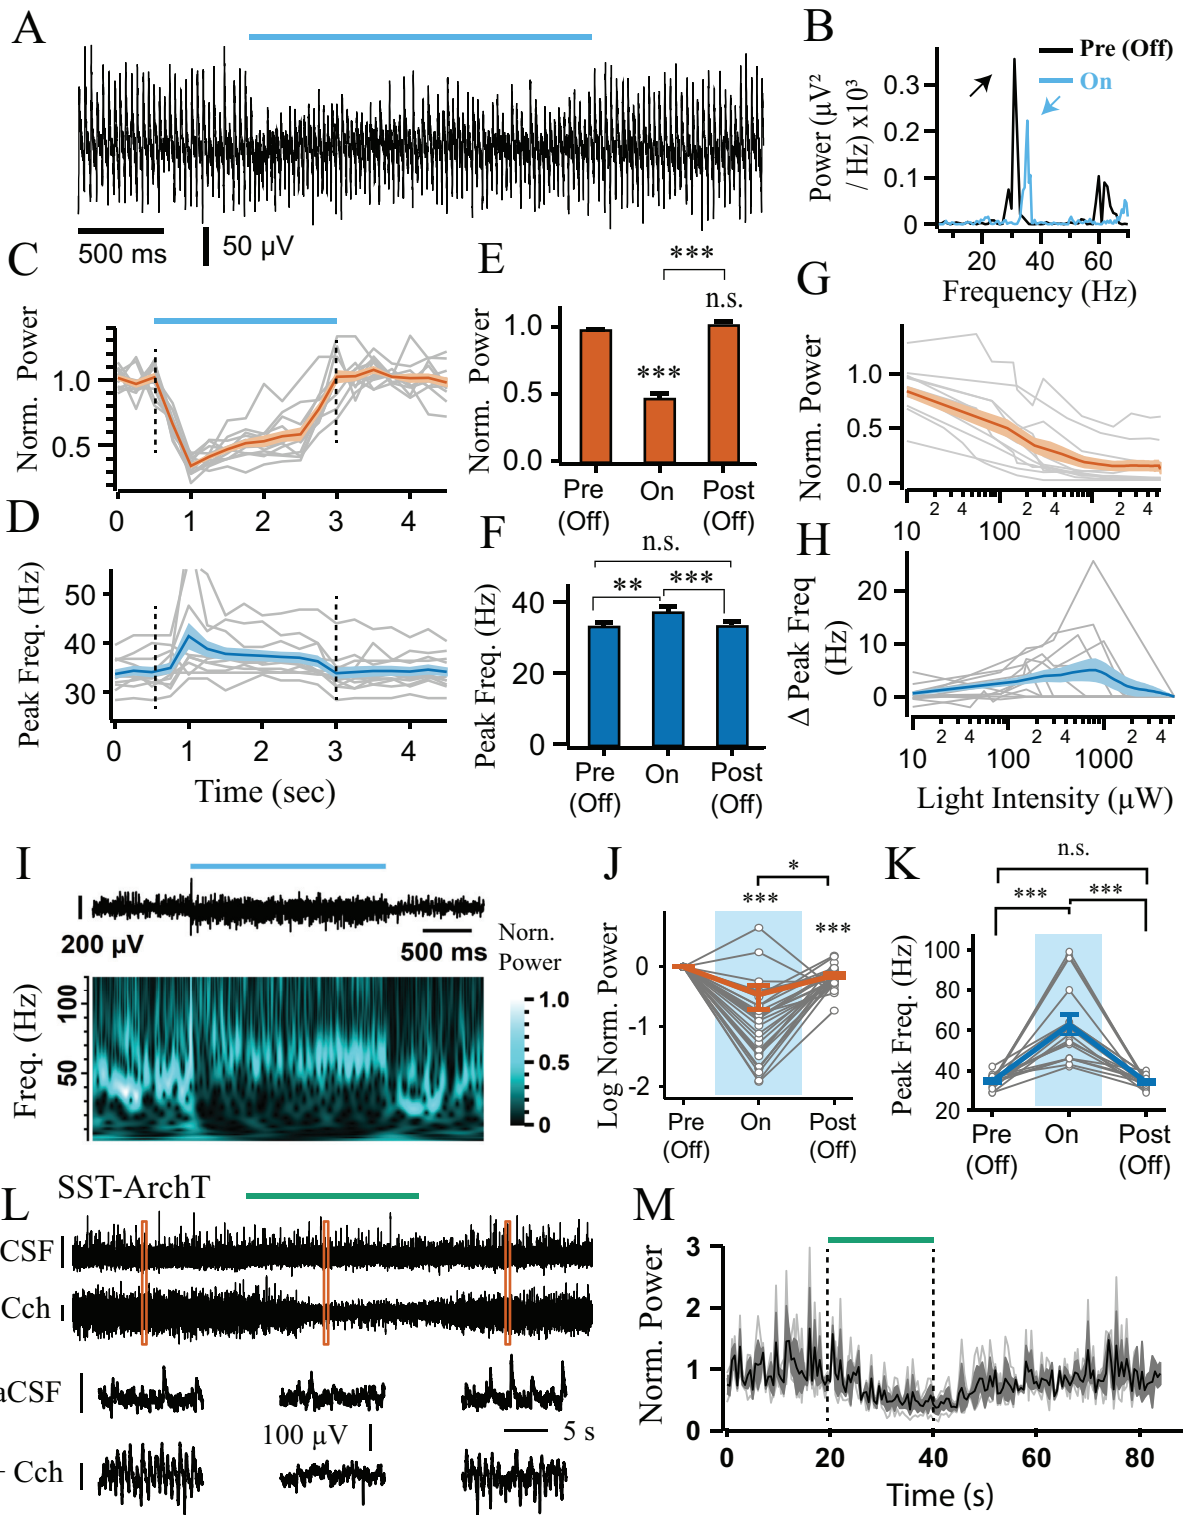 A
500 ms
50 µV
B
Pre (Off)
On
Power (µV²
/ Hz) x10³
0.3
0.2
0.1
0
20 40 60
Frequency (Hz)
C
Norm. Power
1.0
0.5
0 1 2 3 4
D
Peak Freq. (Hz)
50
40
30
0 1 2 3 4
Time (sec)
E
***
n.s.
***
Norm. Power
1.0
0.5
0.0
Pre
(Off)
On
Post
(Off)
F
n.s.
** ***
Peak Freq. (Hz)
40
20
0
Pre
(Off)
On
Post
(Off)
G
Norm. Power
1.0
0.5
0.0
2 4 2 4 2 4
10 100 1000
H
Δ Peak Freq
(Hz)
20
10
0
2 4 2 4 2 4
10 100 1000
Light Intensity (µW)
I
200 µV
500 ms
Norn.
Power
1.0
0.5
0
Freq. (Hz)
100
50
J
*
***
***
Log Norm. Power
0
-1
-2
Pre
(Off)
On
Post
(Off)
K
n.s.
*** ***
Peak Freq. (Hz)
100
80
60
40
20
Pre
(Off)
On
Post
(Off)
L
SST-ArchT
CSF
Cch
aCSF
Cch
100 µV
5 s
M
Norm. Power
3
2
1
0
0 20 40 60 80
Time (s)